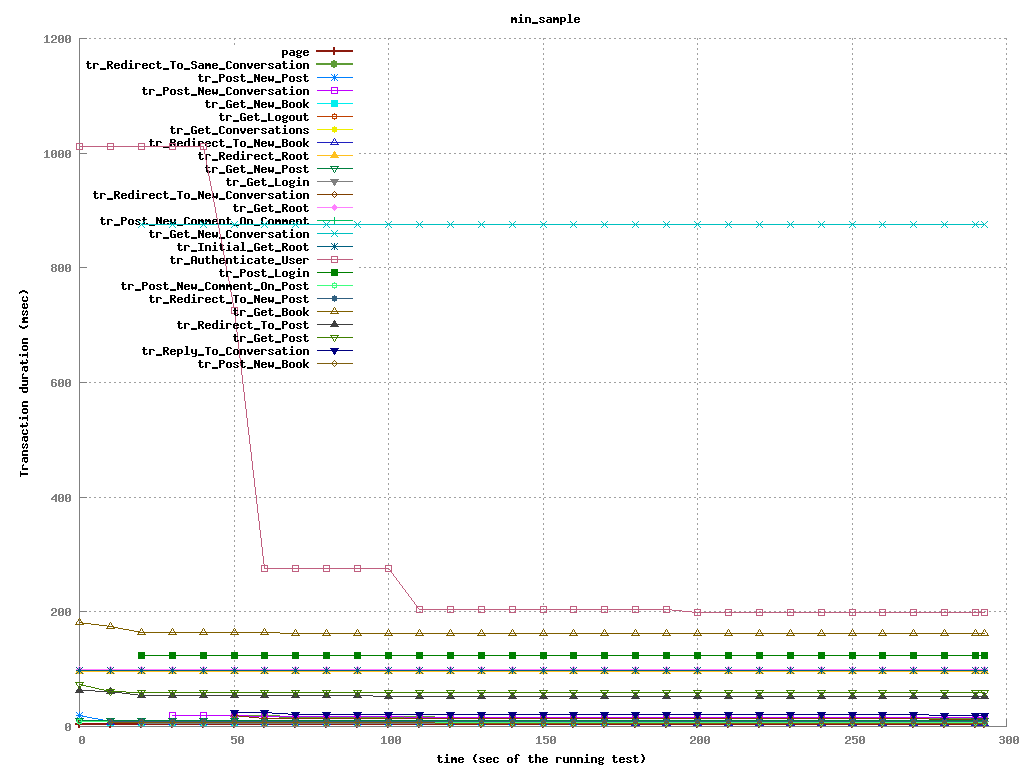 min_sample
1200
1000
800
600
400
200
0
Transaction duration (msec)
page
tr_Redirect_To_Same_Conversation
tr_Post_New_Post
tr_Post_New_Conversation
tr_Get_New_Book
tr_Get_Logout
tr_Get_Conversations
tr_Redirect_To_New_Book
tr_Redirect_Root
tr_Get_New_Post
tr_Get_Login
tr_Redirect_To_New_Conversation
tr_Get_Root
tr_Post_New_Comment_On_Comment
tr_Get_New_Conversation
tr_Initial_Get_Root
tr_Authenticate_User
tr_Post_Login
tr_Post_New_Comment_On_Post
tr_Redirect_To_New_Post
tr_Get_Book
tr_Redirect_To_Post
tr_Get_Post
tr_Reply_To_Conversation
tr_Post_New_Book
0 50 100 150 200 250 300
time (sec of the running test)